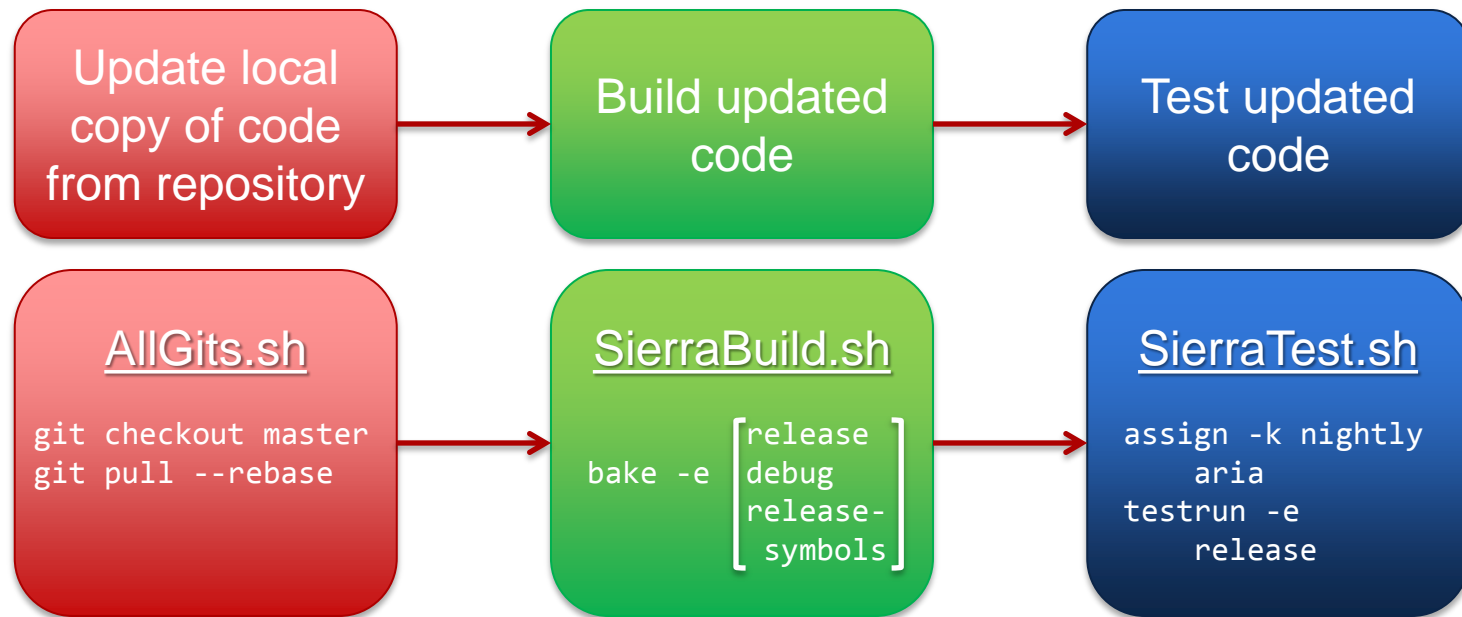 Update local
copy of code
from repository
Build updated
code
Test updated
code
AllGits.sh
git checkout master
git pull --rebase
SierraBuild.sh
bake -e
release
debug
release-
symbols
SierraTest.sh
assign -k nightly
aria
testrun -e
release